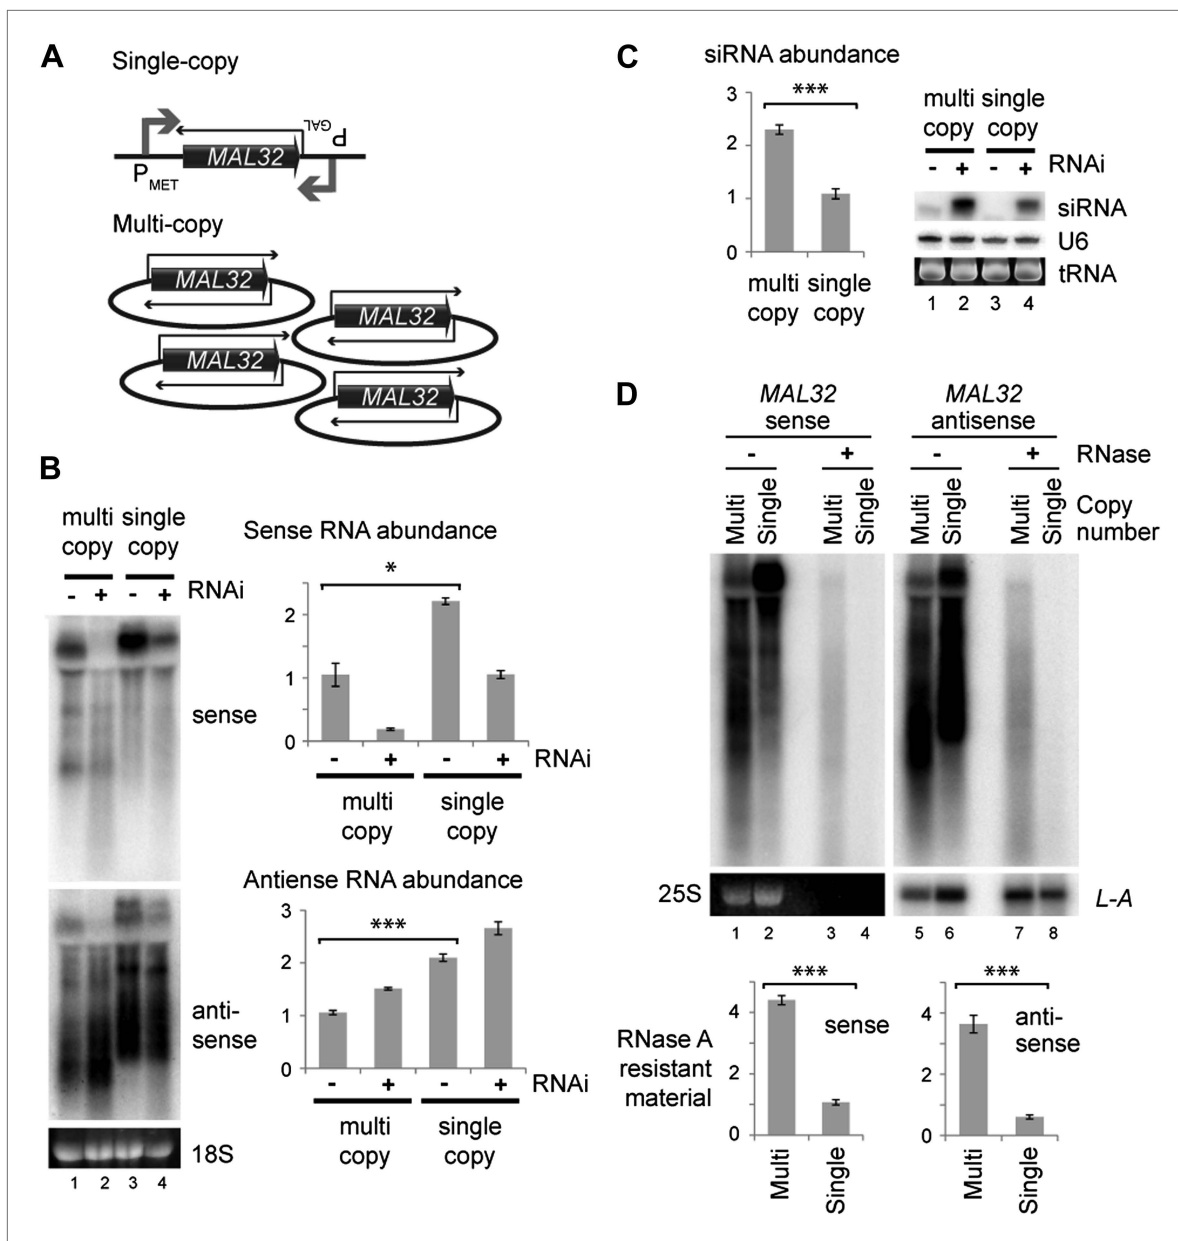 A
Single-copy
PGAL
MAL32
PMET
Multi-copy
MAL32
MAL32
MAL32
MAL32
B
multi single
copy copy
- + - + RNAi
sense
anti-
sense
18S
1 2 3 4
Sense RNA abundance
*
2
1
0
- + - + RNAi
multi single
copy copy
Antiense RNA abundance
***
3
2
1
0
- + - + RNAi
multi single
copy copy
C
siRNA abundance
***
3
2
1
0
multi single
copy copy
multi single
copy copy
- + - + RNAi
siRNA
U6
tRNA
1 2 3 4
D
MAL32 MAL32
sense antisense
- + - + RNase
Multi Single Multi Single Multi Single Multi Single Copy
number
25S L-A
1 2 3 4 5 6 7 8
RNase A
resistant
material
***
sense
4
2
0
Multi Single
***
anti-
sense
4
2
0
Multi Single